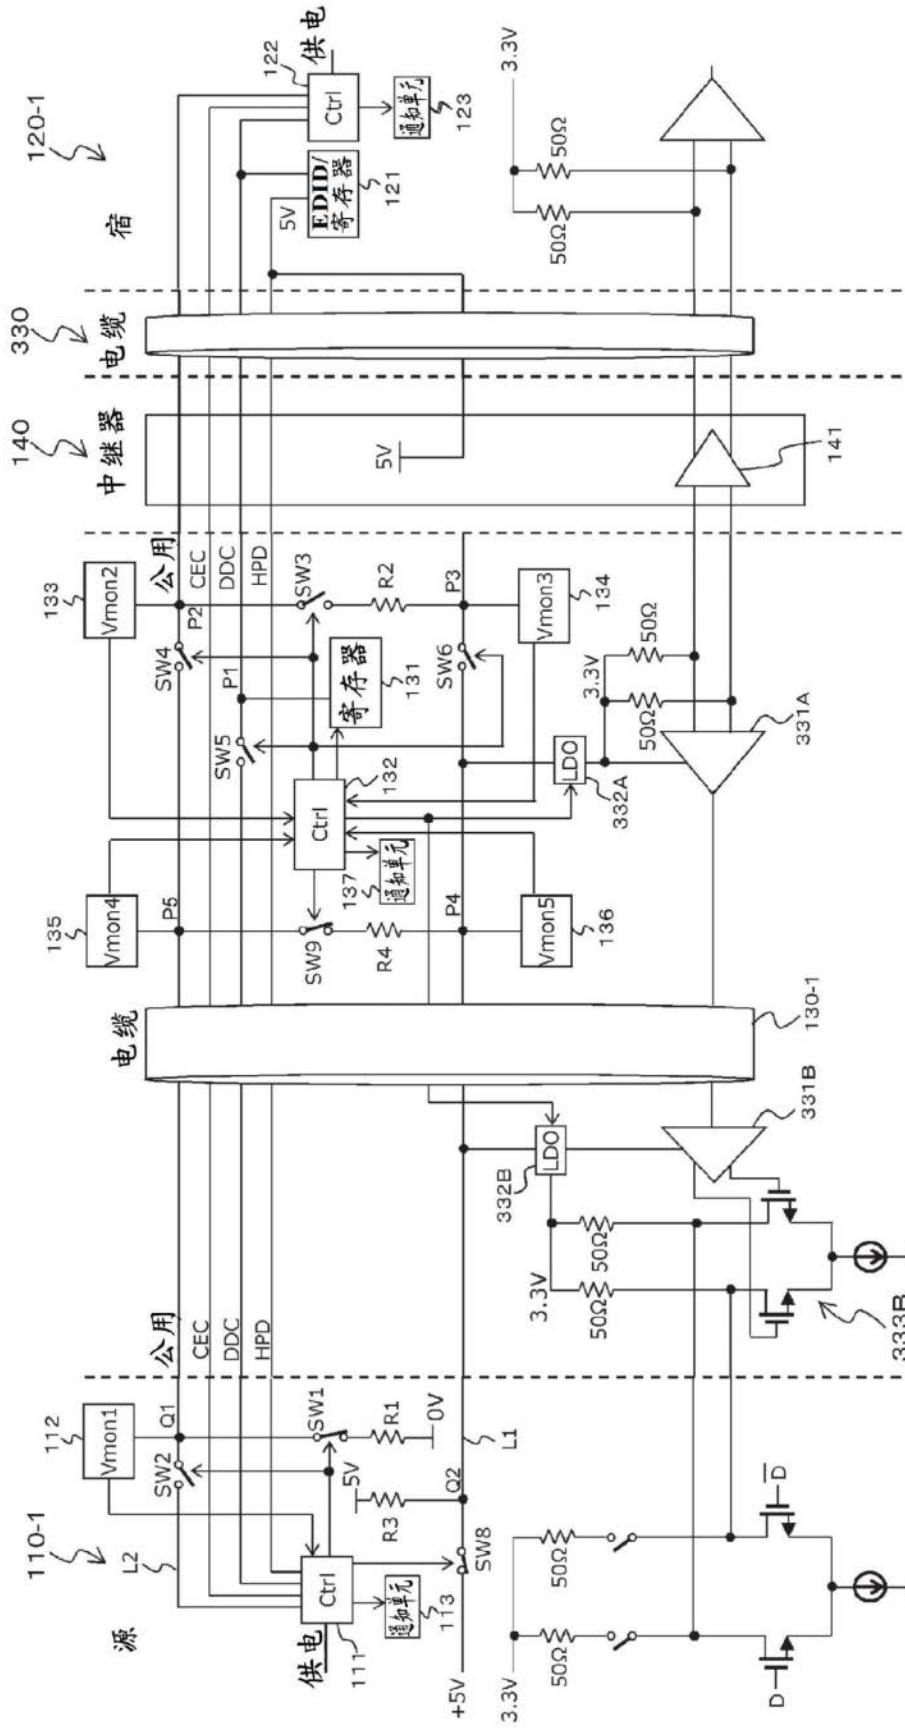 源
110-1
L2
供电
111
Ctrl
通知单元
113
112
Vmon1
Q1
SW2
SW1
R1
0V
5V
R3
Q2
SW8
L1
+5V
3.3V
50Ω
50Ω
D
D̅
公用
CEC
DDC
HPD
电缆
130-1
LDO
332B
3.3V
50Ω
50Ω
331B
333B
135
Vmon4
P5
SW9
R4
P4
Vmon5
136
137
通知单元
Ctrl
132
寄存器
131
133
Vmon2
P2
SW4
SW5
P1
SW3
R2
P3
SW6
Vmon3
134
LDO
332A
3.3V
50Ω
50Ω
331A
公用
CEC
DDC
HPD
140
中继器
5V
141
330
电缆
宿
120-1
5V
EDID/
寄存器
121
Ctrl
122
供电
通知单元
123
3.3V
50Ω
50Ω